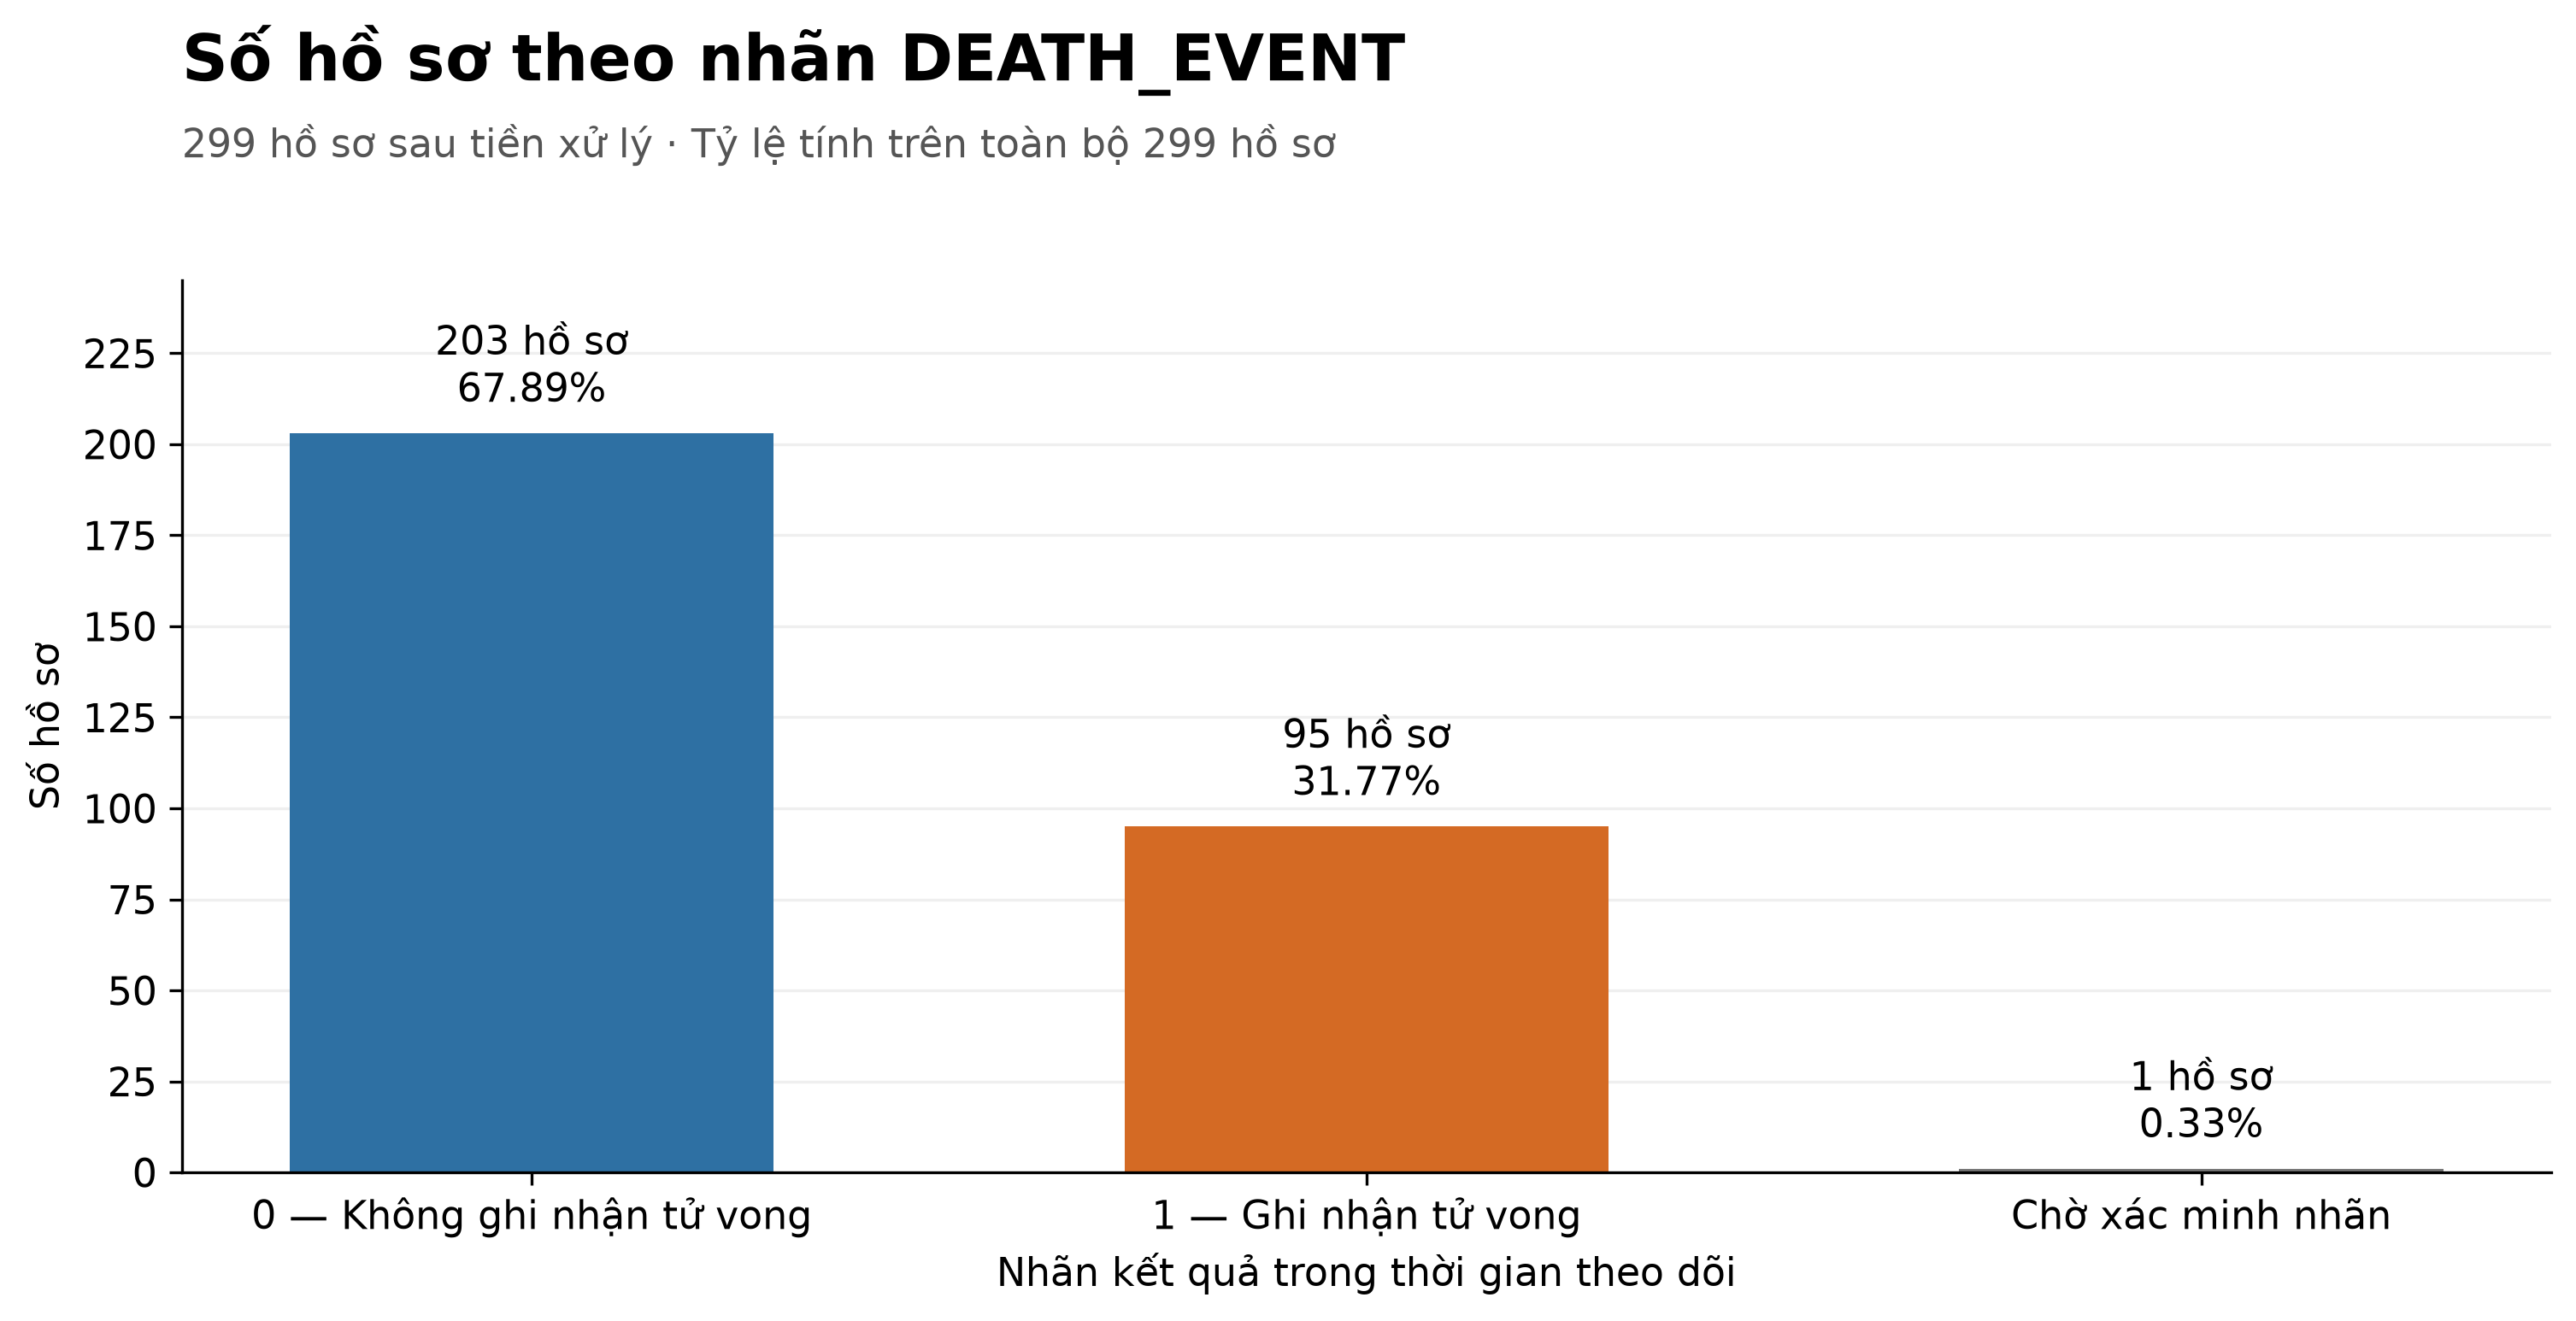 Số hồ sơ theo nhãn DEATH_EVENT
299 hồ sơ sau tiền xử lý · Tỷ lệ tính trên toàn bộ 299 hồ sơ
Số hồ sơ
225
200
175
150
125
100
75
50
25
0
203 hồ sơ
67.89%
95 hồ sơ
31.77%
1 hồ sơ
0.33%
0 — Không ghi nhận tử vong
1 — Ghi nhận tử vong
Chờ xác minh nhãn
Nhãn kết quả trong thời gian theo dõi